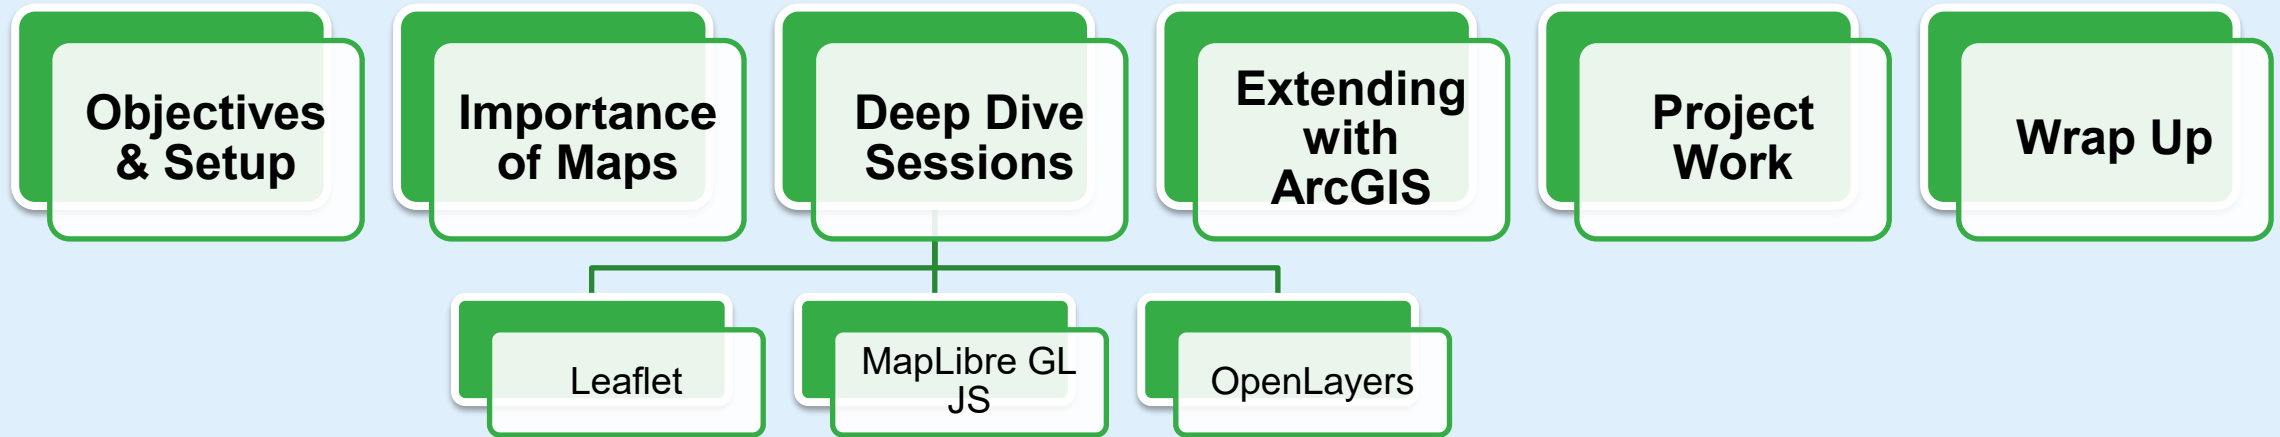 Objectives
& Setup
Importance
of Maps
Deep Dive
Sessions
Extending
with
ArcGIS
Project
Work
Wrap Up
Leaflet
MapLibre GL
JS
OpenLayers